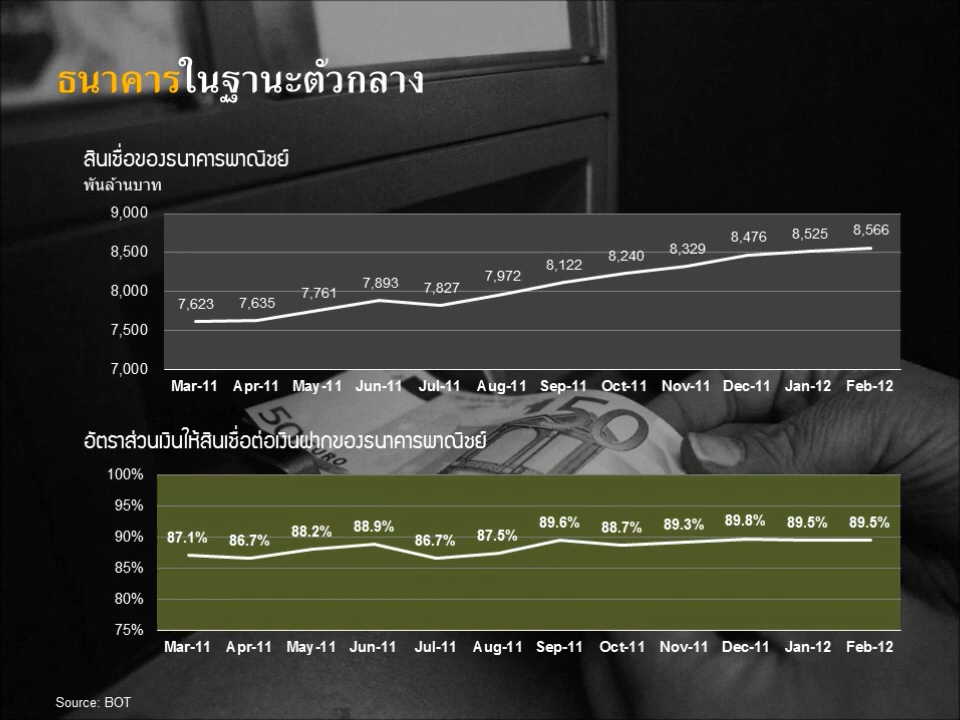 ธนาคารในฐานะตัวกลาง
สินเชื่อของธนาคารพาณิชย์
พันล้านบาท
9,000
8,500
8,000
7,500
7,000
7,623 7,635 7,761 7,893 7,827 7,972 8,122 8,240 8,329 8,476 8,525 8,566
Mar-11 Apr-11 May-11 Jun-11 Jul-11 Aug-11 Sep-11 Oct-11 Nov-11 Dec-11 Jan-12 Feb-12
50 EURO
50
อัตราส่วนเงินให้สินเชื่อต่อเงินฝากของธนาคารพาณิชย์
100%
95%
90%
85%
80%
75%
87.1% 86.7% 88.2% 88.9% 86.7% 87.5% 89.6% 88.7% 89.3% 89.8% 89.5% 89.5%
Mar-11 Apr-11 May-11 Jun-11 Jul-11 Aug-11 Sep-11 Oct-11 Nov-11 Dec-11 Jan-12 Feb-12
Source: BOT